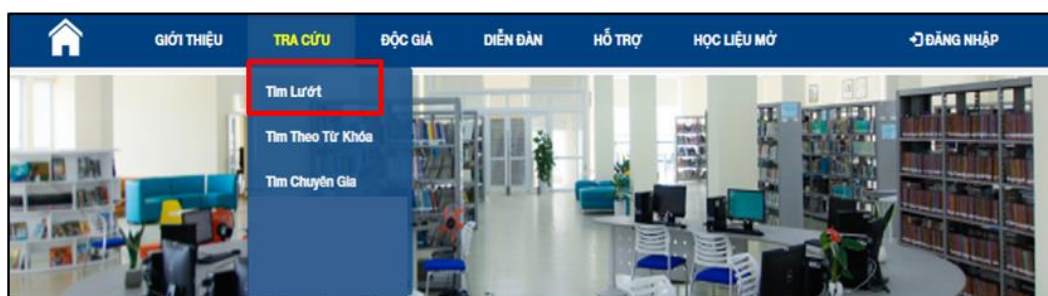 GIỚI THIỆU TRA CỨU ĐỘC GIẢ DIỄN ĐÀN HỖ TRỢ HỌC LIỆU MỞ ĐĂNG NHẬP
Tìm Lướt
Tìm Theo Từ Khóa
Tìm Chuyên Gia